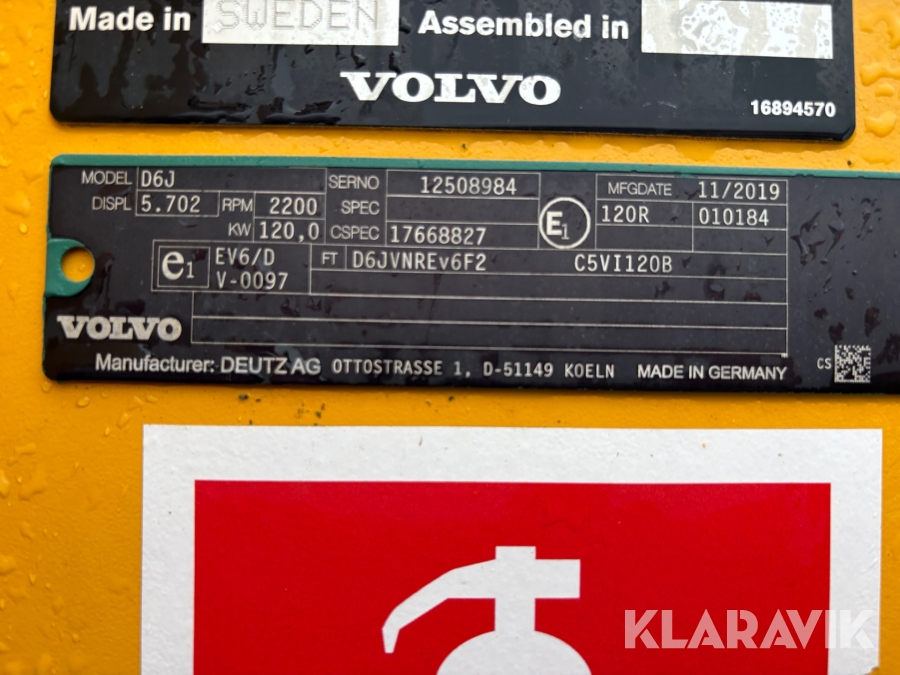 Made in SWEDEN Assembled in
VOLVO
16894570
MODEL D6J SERNO 12508984 MFGDATE 11/2019
DISPL 5.702 RPM 2200 SPEC E1 120R 010184
KW 120,0 CSPEC 17668827
e1 EV6/D FT D6JVNREv6F2 C5VI120B
V-0097
VOLVO
Manufacturer: DEUTZ AG OTTOSTRASSE 1, D-51149 KOELN MADE IN GERMANY CS
KLARAVIK